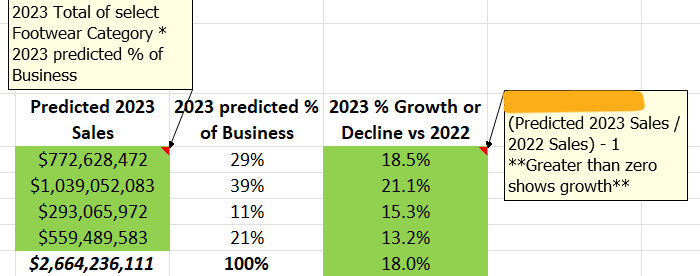 2023 Total of select
Footwear Category *
2023 predicted % of
Business
(Predicted 2023 Sales /
2022 Sales) - 1
**Greater than zero
shows growth**
Predicted 2023 Sales
2023 predicted % of Business
2023 % Growth or Decline vs 2022
$772,628,472 29% 18.5%
$1,039,052,083 39% 21.1%
$293,065,972 11% 15.3%
$559,489,583 21% 13.2%
$2,664,236,111 100% 18.0%